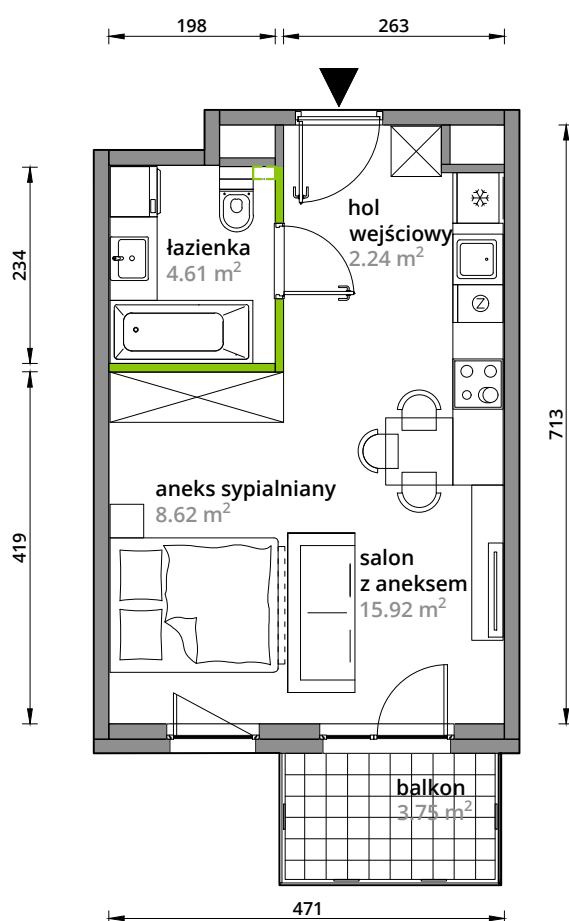 198
263
hol
wejściowy
2.24 m²
łazienka
4.61 m²
234
Z
713
aneks sypialniany
8.62 m²
419
salon
z aneksem
15.92 m²
balkon
3.75 m²
471